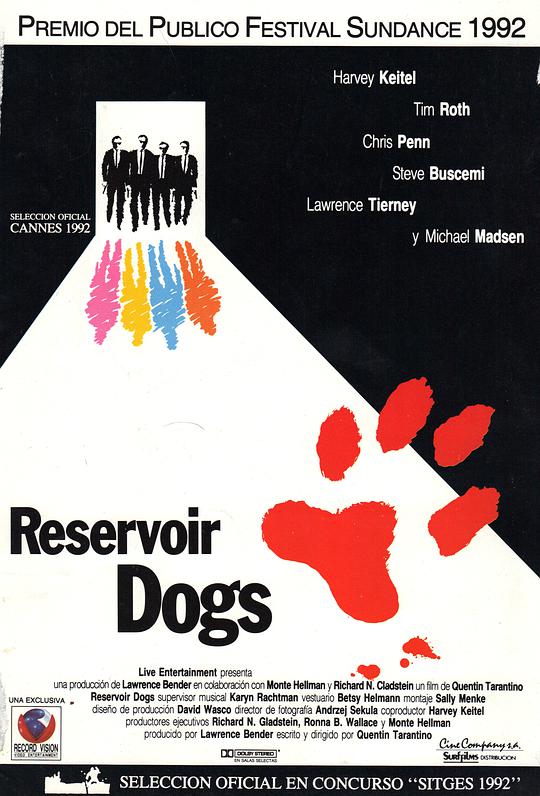 PREMIO DEL PUBLICO FESTIVAL SUNDANCE 1992
Harvey Keitel
Tim Roth
Chris Penn
Steve Buscemi
Lawrence Tierney
y Michael Madsen
SELECCION OFICIAL
CANNES 1992
Reservoir
Dogs
Live Entertainment presenta
una producción de Lawrence Bender en colaboración con Monte Hellman y Richard N. Gladstein un film de Quentin Tarantino
Reservoir Dogs supervisor musical Karyn Rachtman vestuario Betsy Helmann montaje Sally Menke
diseño de producción David Wasco director de fotografía Andrzej Sekula coproductor Harvey Keitel
productores ejecutivos Richard N. Gladstein, Ronna B. Wallace y Monte Hellman
producido por Lawrence Bender escrito y dirigido por Quentin Tarantino
UNA EXCLUSIVA
RECORD VISION
VIDEO ENTERTAINMENT
DOLBY STEREO
EN SALAS SELECTAS
CineCompany s.a.
Surf films DISTRIBUCION
SELECCION OFICIAL EN CONCURSO “SITGES 1992”